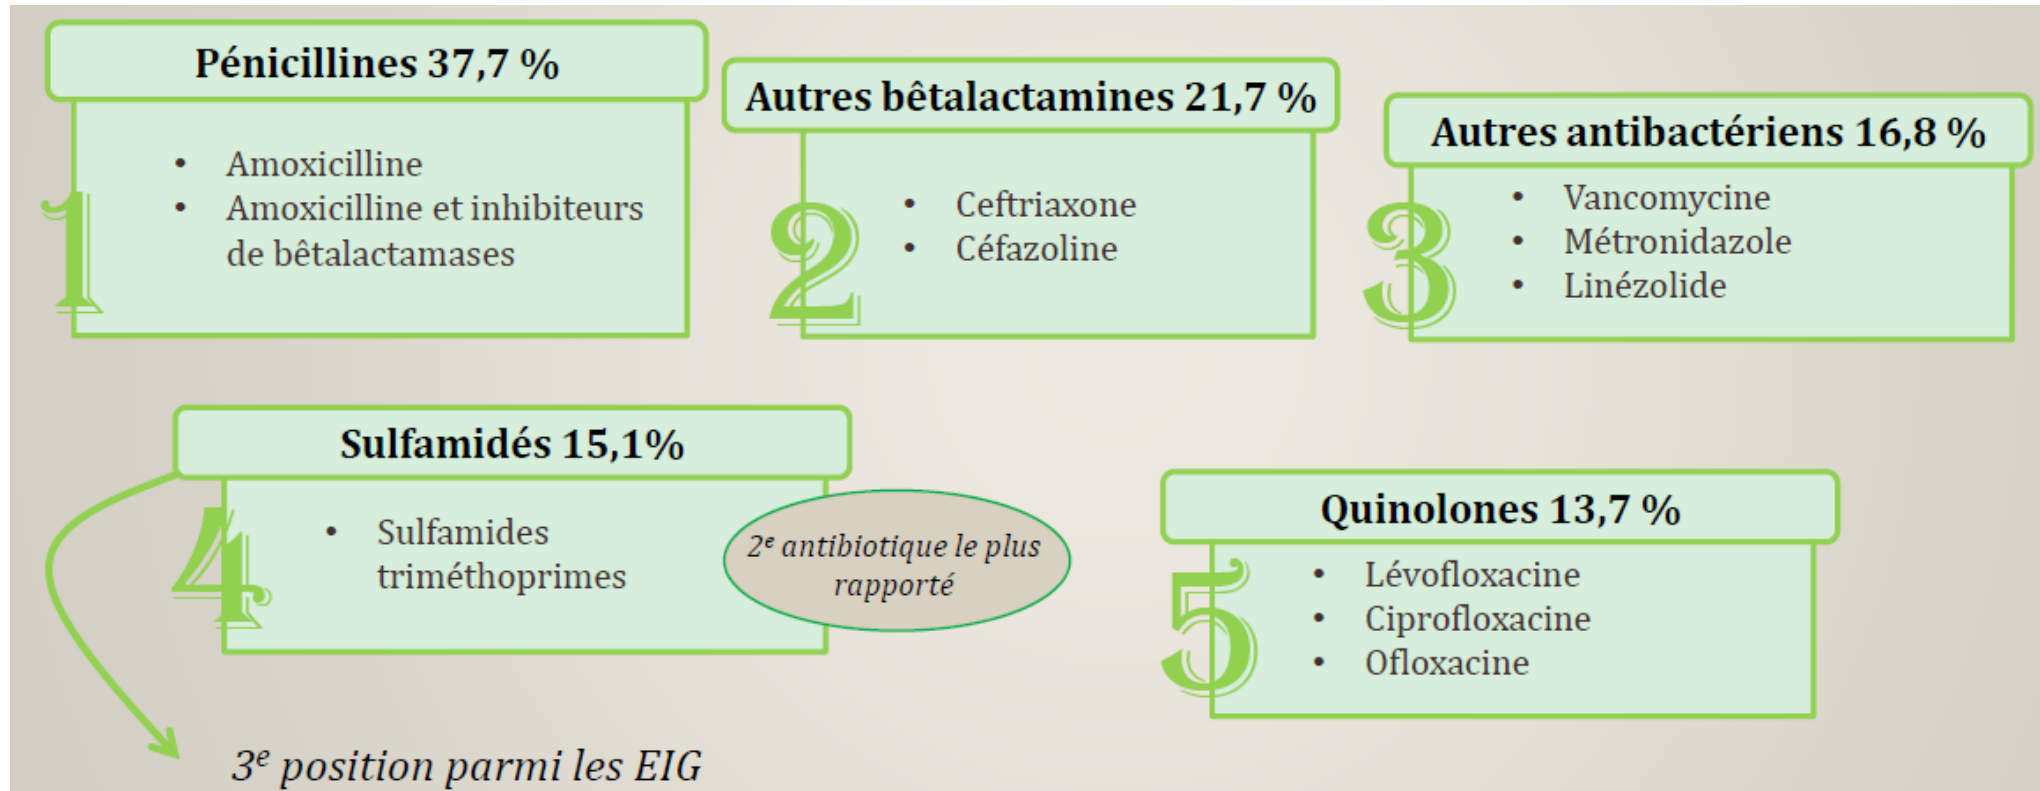 Pénicillines 37,7 %
1
• Amoxicilline
• Amoxicilline et inhibiteurs
de bêtalactamases
Autres bêtalactamines 21,7 %
2
• Ceftriaxone
• Céfazoline
Autres antibactériens 16,8 %
3
• Vancomycine
• Métronidazole
• Linézolide
Sulfamidés 15,1%
4
• Sulfamides
triméthoprimes
2e antibiotique le plus
rapporté
3e position parmi les EIG
Quinolones 13,7 %
5
• Lévofloxacine
• Ciprofloxacine
• Ofloxacine